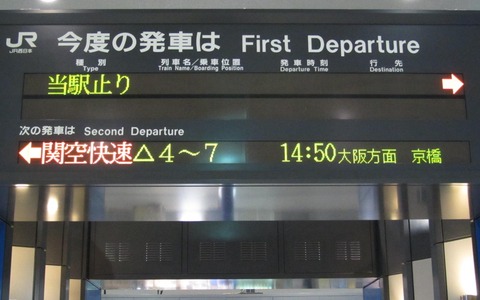 JR 今度の発車は First Departure
JR西日本
種別 列車名/乗車位置 発車時刻 行先
Type Train Name/Boarding Position Departure Time Destination
当駅止り →
次の発車は Second Departure
←関空快速△4~7 14:50大阪方面 京橋